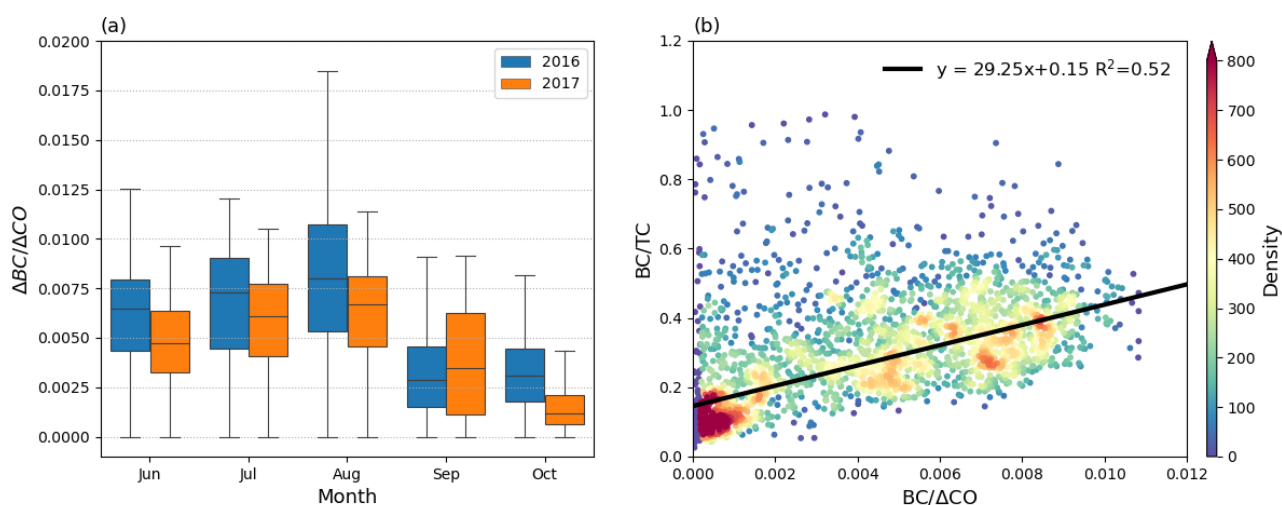 (a)
0.0200
0.0175
0.0150
0.0125
0.0100
0.0075
0.0050
0.0025
0.0000
ΔBC/ΔCO
2016
2017
Jun Jul Aug Sep Oct
Month
(b)
1.2
1.0
0.8
0.6
0.4
0.2
0.0
BC/TC
y = 29.25x+0.15 R²=0.52
0.000 0.002 0.004 0.006 0.008 0.010 0.012
BC/ΔCO
800
700
600
500
400
300
200
100
0
Density